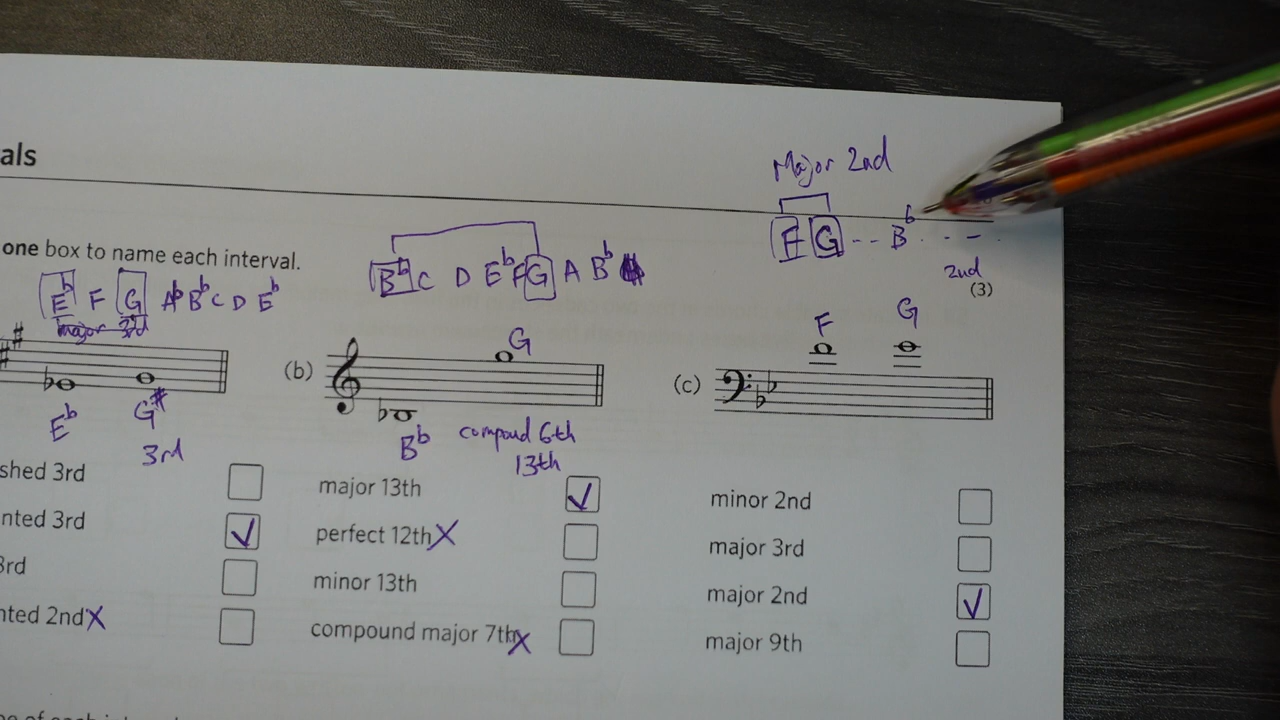 als
Major 2nd
F G -- B♭ - - - -
2nd
(3)
one box to name each interval.
E♭ F G A♭ B♭ C D E♭
major 3rd
B♭ C D E♭ F G A B♭
E♭ G# 3rd
(b)
G
B♭
compound 6th
13th
(c)
F G
shed 3rd
nted 3rd
3rd
nted 2nd X
major 13th ✓
perfect 12th X
minor 13th
compound major 7th X
minor 2nd
major 3rd
major 2nd ✓
major 9th